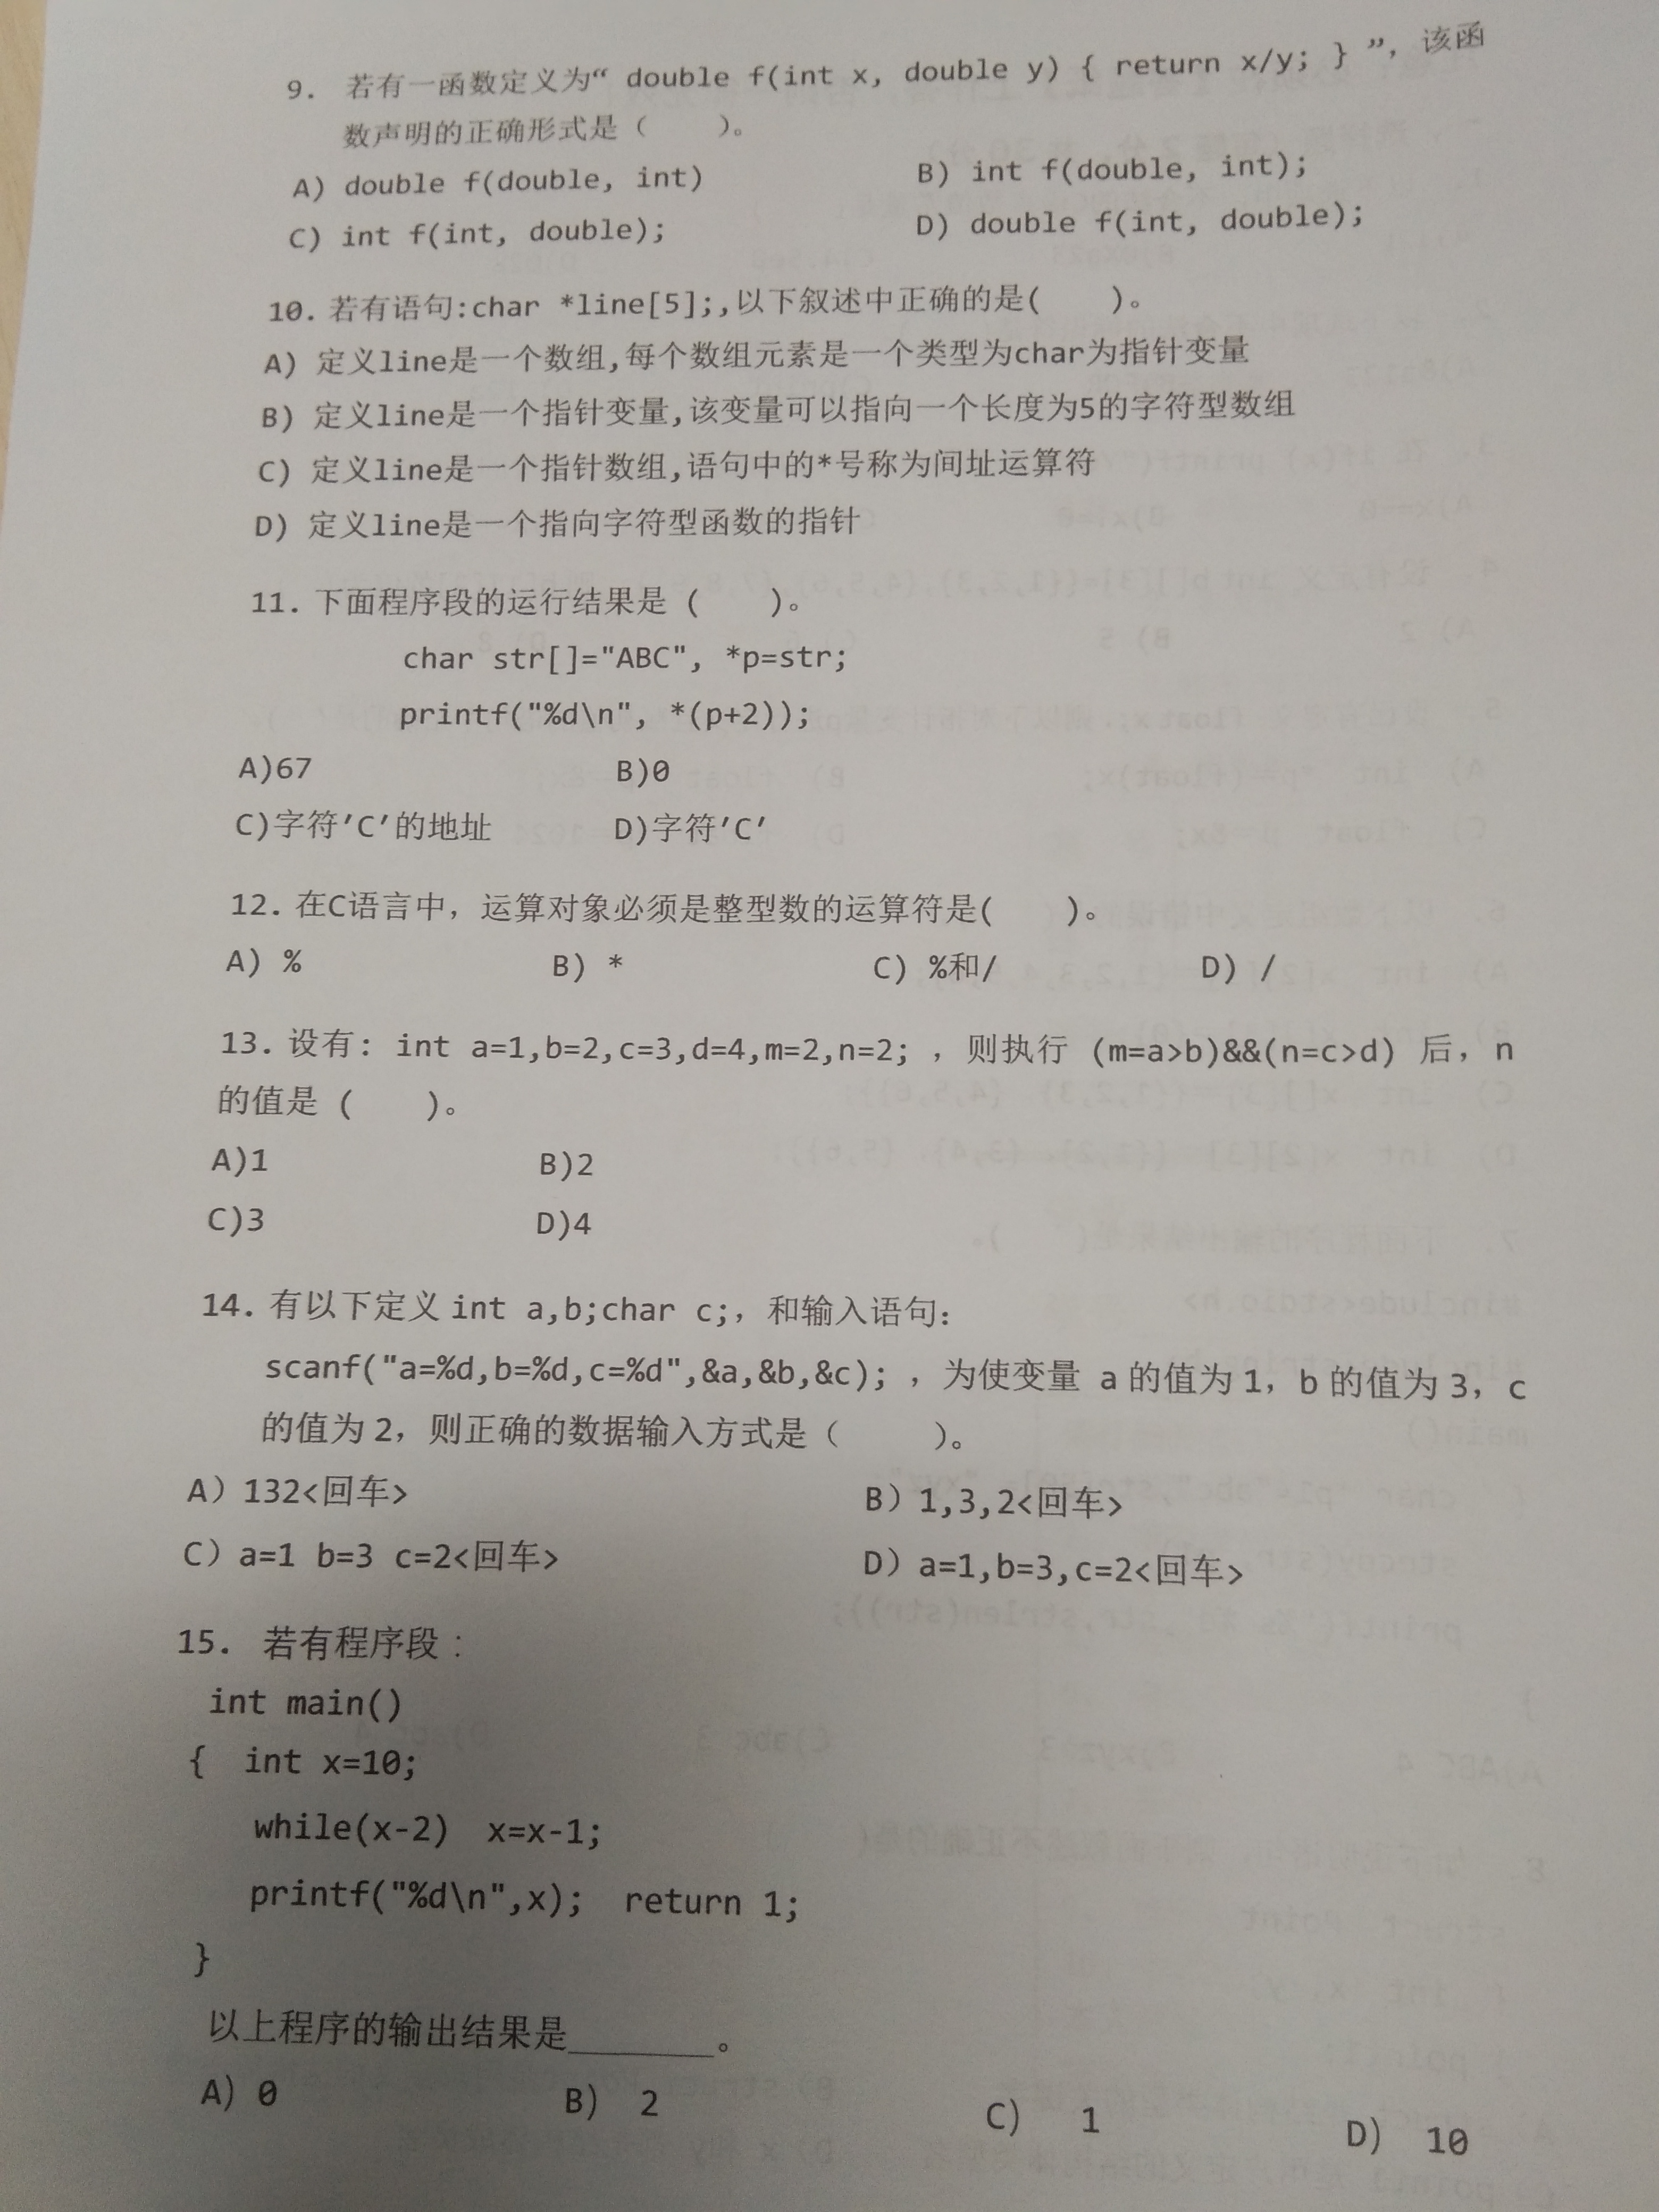 9. 若有一函数定义为“ double f(int x, double y) { return x/y; } ”，该函
数声明的正确形式是（ ）。
A) double f(double, int)
B) int f(double, int);
C) int f(int, double);
D) double f(int, double);
10. 若有语句:char *line[5];,以下叙述中正确的是( )。
A) 定义line是一个数组,每个数组元素是一个类型为char为指针变量
B) 定义line是一个指针变量,该变量可以指向一个长度为5的字符型数组
C) 定义line是一个指针数组,语句中的*号称为间址运算符
D) 定义line是一个指向字符型函数的指针
11. 下面程序段的运行结果是 ( )。
char str[]="ABC", *p=str;
printf("%d\n", *(p+2));
A)67 B)0
C)字符’C’的地址 D)字符’C’
12. 在C语言中，运算对象必须是整型数的运算符是( )。
A) % B) * C) %和/ D) /
13. 设有: int a=1,b=2,c=3,d=4,m=2,n=2; ，则执行 (m=a>b)&&(n=c>d) 后，n
的值是 ( )。
A)1 B)2
C)3 D)4
14. 有以下定义 int a,b;char c;，和输入语句:
scanf("a=%d,b=%d,c=%d",&a,&b,&c); ，为使变量 a 的值为 1，b 的值为 3，c
的值为 2，则正确的数据输入方式是（ ）。
A）132<回车>
B）1,3,2<回车>
C）a=1 b=3 c=2<回车>
D）a=1,b=3,c=2<回车>
15. 若有程序段：
int main()
{ int x=10;
while(x-2) x=x-1;
printf("%d\n",x); return 1;
}
以上程序的输出结果是________。
A) 0 B) 2 C) 1 D) 10